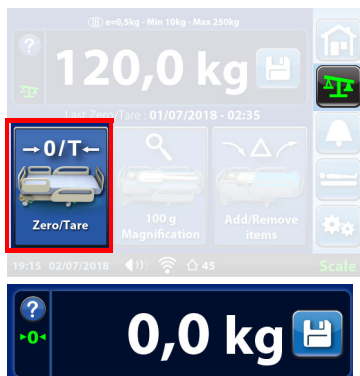 e=0,5kg - Min 10kg - Max 250kg
?
120,0 kg
Last Zero/Tare : 01/07/2018 - 02:35
→0/T←
Zero/Tare
100 g
Magnification
Add/Remove
items
19:15 02/07/2018 45 Scale
?
▸0◂
0,0 kg